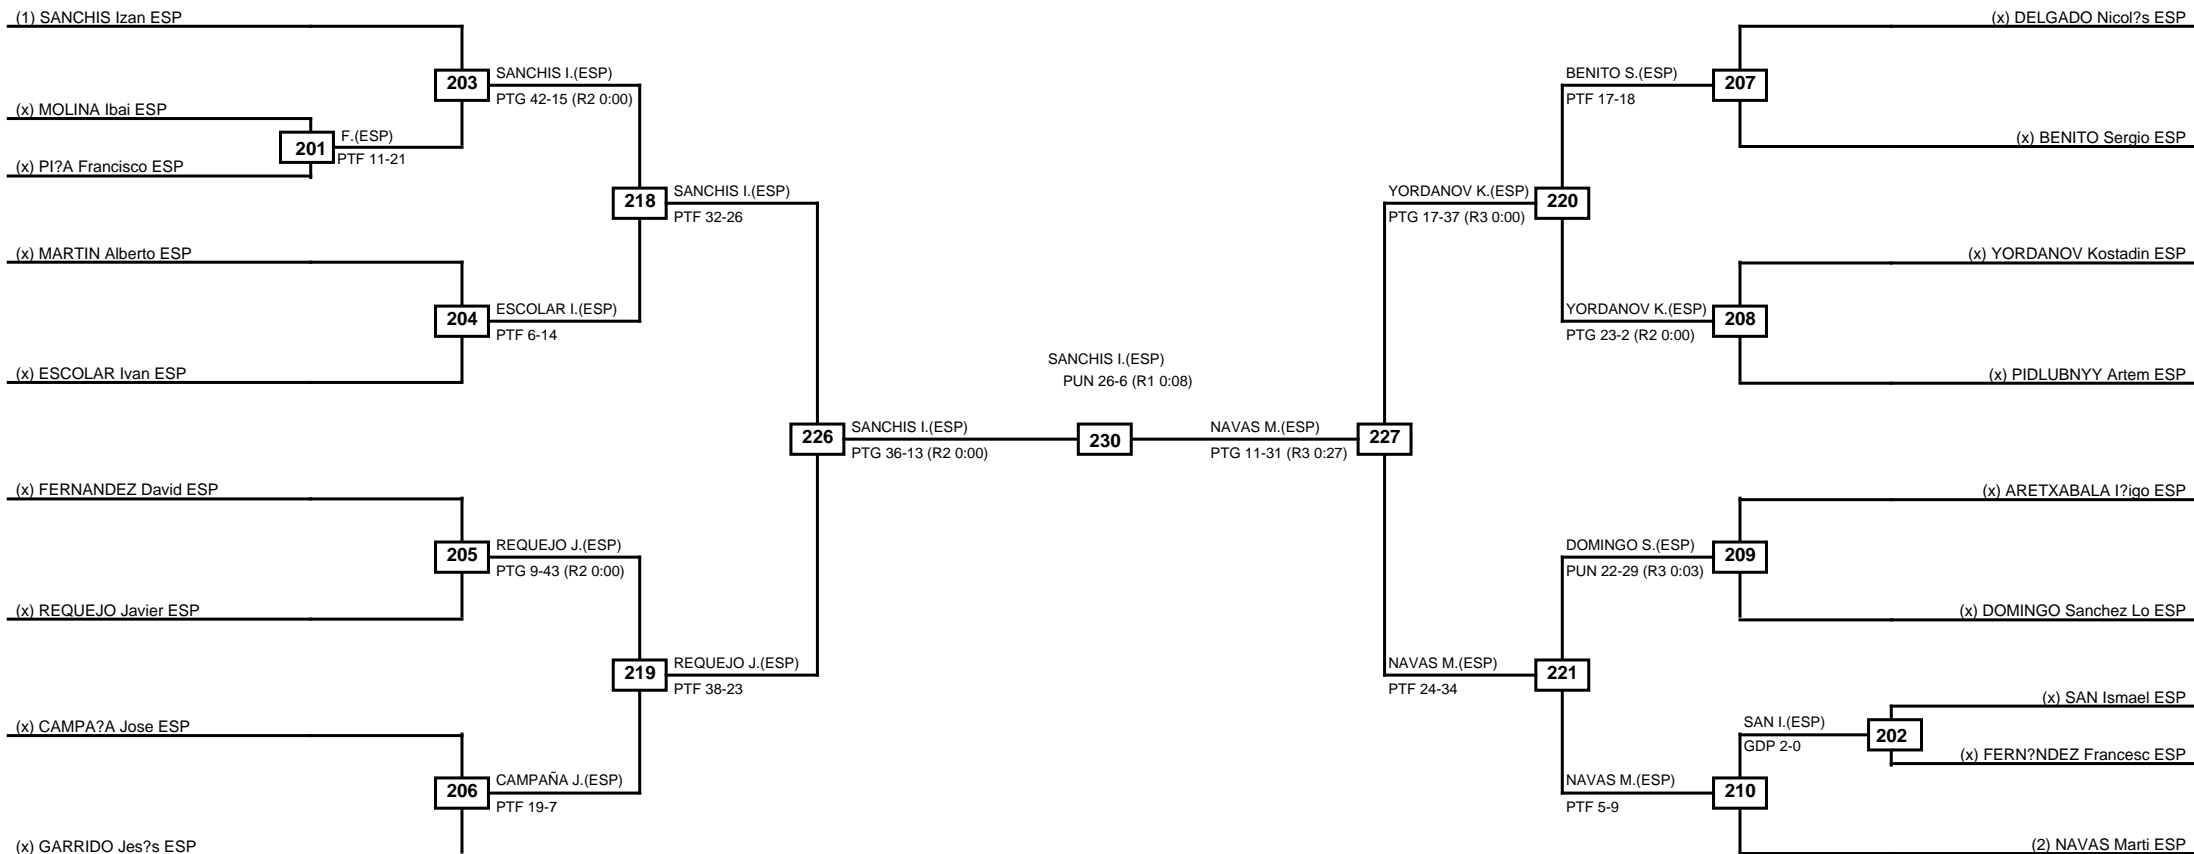 (1) SANCHIS Izan ESP
203
SANCHIS I.(ESP)
PTG 42-15 (R2 0:00)
(x) MOLINA Ibai ESP
201
F.(ESP)
PTF 11-21
(x) PI?A Francisco ESP
218
SANCHIS I.(ESP)
PTF 32-26
(x) MARTIN Alberto ESP
204
ESCOLAR I.(ESP)
PTF 6-14
(x) ESCOLAR Ivan ESP
226
SANCHIS I.(ESP)
PTG 36-13 (R2 0:00)
(x) FERNANDEZ David ESP
205
REQUEJO J.(ESP)
PTG 9-43 (R2 0:00)
(x) REQUEJO Javier ESP
219
REQUEJO J.(ESP)
PTF 38-23
(x) CAMPA?A Jose ESP
206
CAMPAÑA J.(ESP)
PTF 19-7
(x) GARRIDO Jes?s ESP
SANCHIS I.(ESP)
PUN 26-6 (R1 0:08)
230
(x) DELGADO Nicol?s ESP
BENITO S.(ESP)
207
PTF 17-18
(x) BENITO Sergio ESP
YORDANOV K.(ESP)
220
PTG 17-37 (R3 0:00)
(x) YORDANOV Kostadin ESP
YORDANOV K.(ESP)
208
PTG 23-2 (R2 0:00)
(x) PIDLUBNYY Artem ESP
NAVAS M.(ESP)
227
PTG 11-31 (R3 0:27)
(x) ARETXABALA I?igo ESP
DOMINGO S.(ESP)
209
PUN 22-29 (R3 0:03)
(x) DOMINGO Sanchez Lo ESP
NAVAS M.(ESP)
221
PTF 24-34
(x) SAN Ismael ESP
SAN I.(ESP)
202
GDP 2-0
(x) FERN?NDEZ Francesc ESP
NAVAS M.(ESP)
210
PTF 5-9
(2) NAVAS Marti ESP